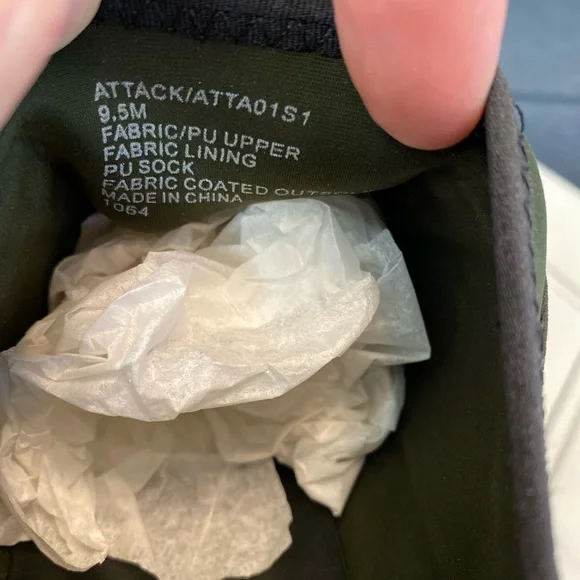 ATTACK/ATTA01S1
9.5M
FABRIC/PU UPPER
FABRIC LINING
PU SOCK
FABRIC COATED
MADE IN CHINA
1064